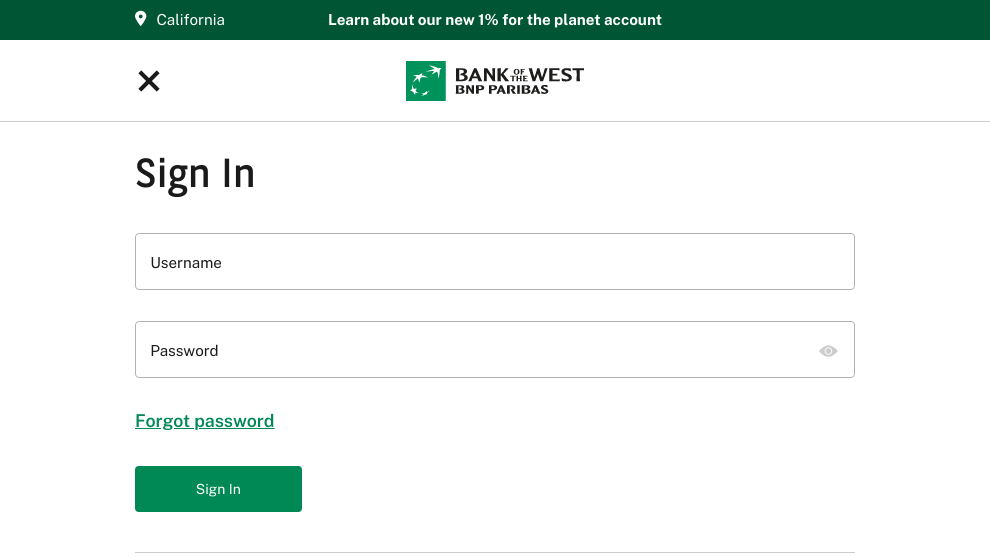 California
Learn about our new 1% for the planet account
BANK OF THE WEST
BNP PARIBAS
Sign In
Username
Password
Forgot password
Sign In